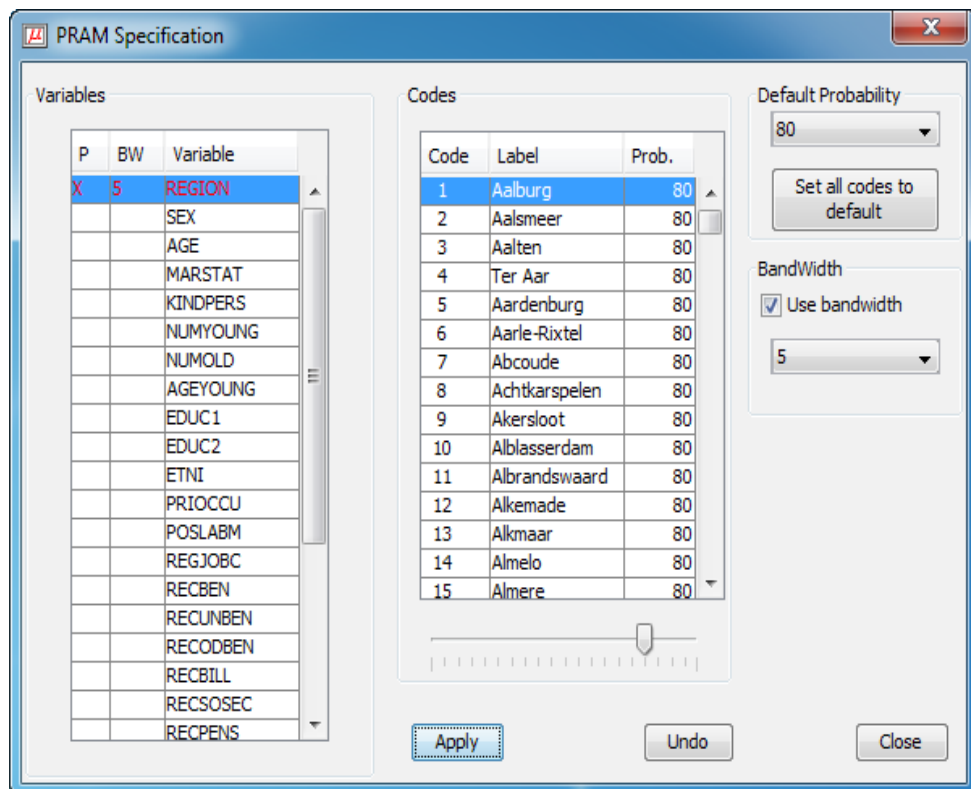 μ PRAM Specification X
Variables
P BW Variable
X 5 REGION
SEX
AGE
MARSTAT
KINDPERS
NUMYOUNG
NUMOLD
AGEYOUNG
EDUC1
EDUC2
ETNI
PRIOCCU
POSLABM
REGJOBC
RECBEN
RECUNBEN
RECODBEN
RECBILL
RECSOSEC
RECPENS
Codes
Code Label Prob.
1 Aalburg 80
2 Aalsmeer 80
3 Aalten 80
4 Ter Aar 80
5 Aardenburg 80
6 Aarle-Rixtel 80
7 Abcoude 80
8 Achtkarspelen 80
9 Akersloot 80
10 Alblasserdam 80
11 Albrandswaard 80
12 Alkemade 80
13 Alkmaar 80
14 Almelo 80
15 Almere 80
Default Probability
80
Set all codes to
default
BandWidth
Use bandwidth
5
Apply Undo Close